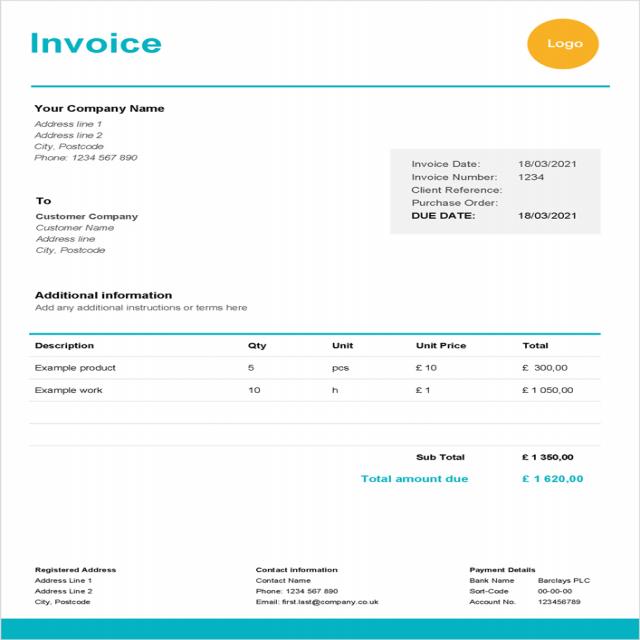 Invoice
Logo
Your Company Name
Address line 1
Address line 2
City, Postcode
Phone: 1234 567 890
Invoice Date: 18/03/2021
Invoice Number: 1234
Client Reference:
Purchase Order:
DUE DATE: 18/03/2021
To
Customer Company
Customer Name
Address line
City, Postcode
Additional information
Add any additional instructions or terms here
Description Qty Unit Unit Price Total
Example product 5 pcs £ 10 £ 300,00
Example work 10 h £ 1 £ 1 050,00
Sub Total £ 1 350,00
Total amount due £ 1 620,00
Registered Address Contact information Payment Details
Address Line 1 Contact Name Bank Name Barclays PLC
Address Line 2 Phone: 1234 567 890 Sort-Code 00-00-00
City, Postcode Email: first.last@company.co.uk Account No. 123456789